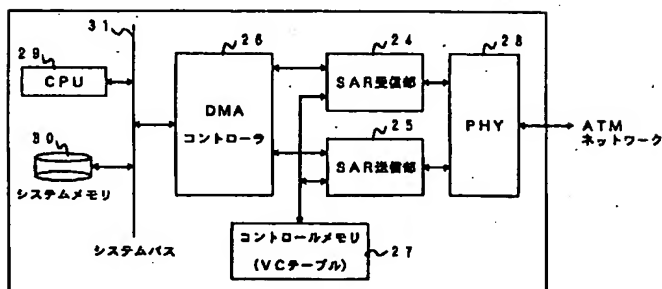 31
26
24
28
29
CPU
DMA
コントローラ
SAR受信部
PHY
ATM
ネットワーク
30
システムメモリ
25
SAR送信部
システムバス
コントロールメモリ
(VCテーブル)
27